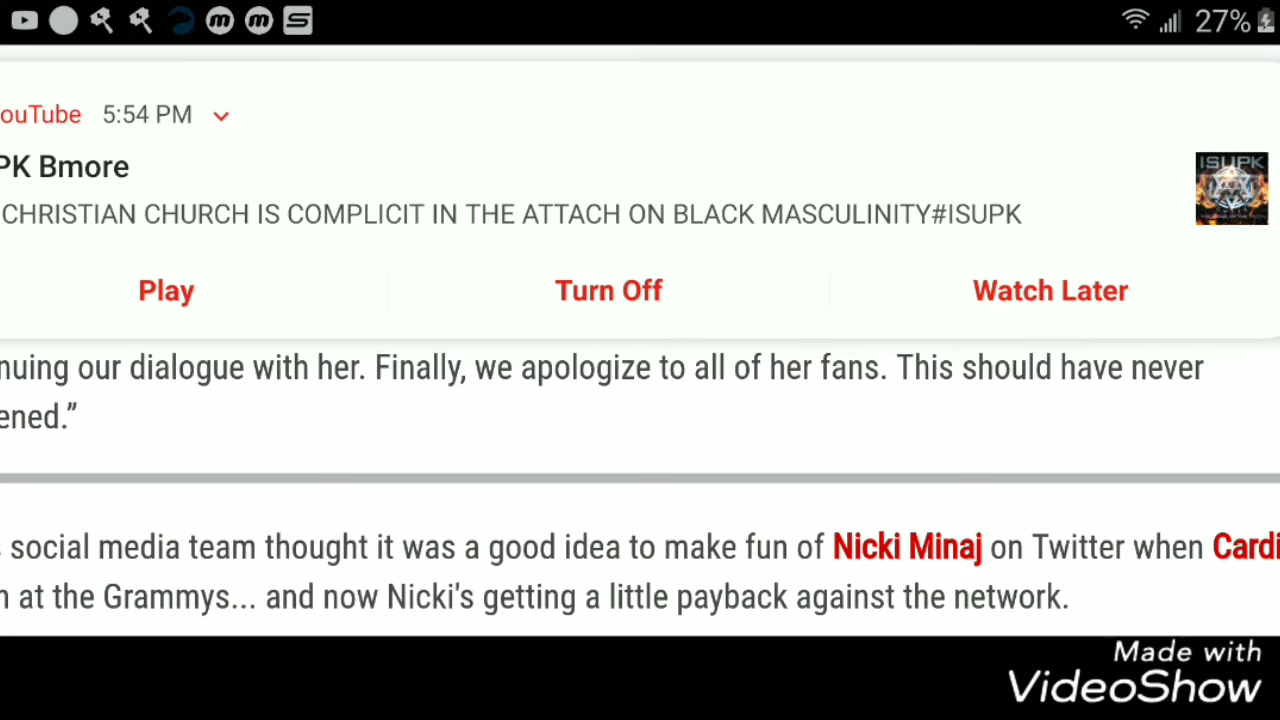 27%
ouTube 5:54 PM
PK Bmore
ISUPK
CHRISTIAN CHURCH IS COMPLICIT IN THE ATTACH ON BLACK MASCULINITY#ISUPK
Play Turn Off Watch Later
nuing our dialogue with her. Finally, we apologize to all of her fans. This should have never
ened.”
s social media team thought it was a good idea to make fun of Nicki Minaj on Twitter when Cardi
n at the Grammys... and now Nicki's getting a little payback against the network.
Made with
VideoShow